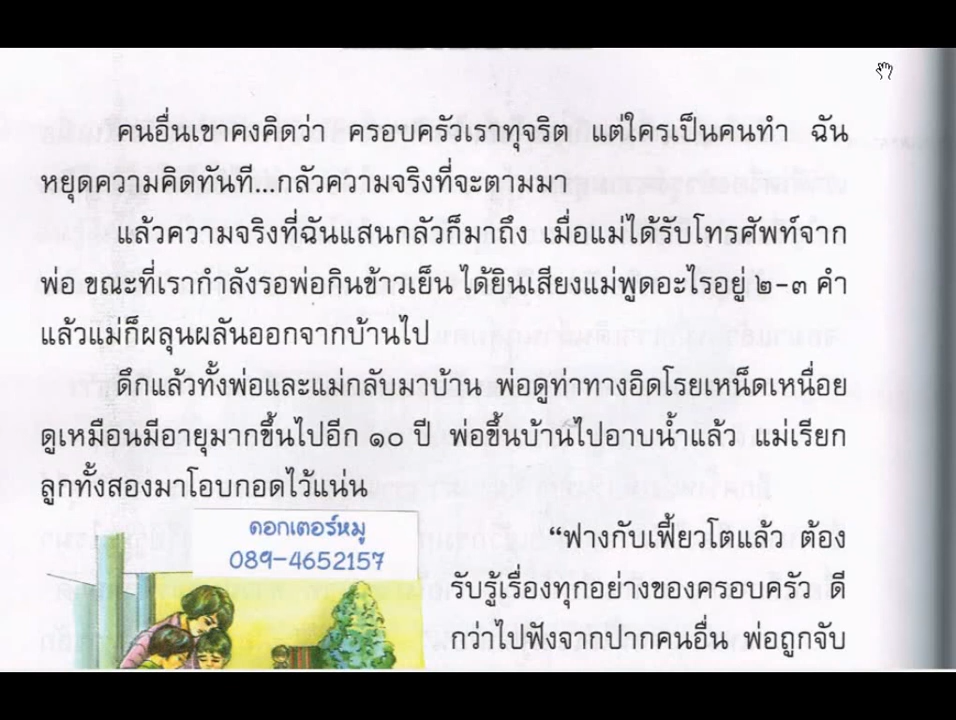 คนอื่นเขาคงคิดว่า ครอบครัวเราทุจริต แต่ใครเป็นคนทำ ฉัน
หยุดความคิดทันที...กลัวความจริงที่จะตามมา
แล้วความจริงที่ฉันแสนกลัวก็มาถึง เมื่อแม่ได้รับโทรศัพท์จาก
พ่อ ขณะที่เรากำลังรอพ่อกินข้าวเย็น ได้ยินเสียงแม่พูดอะไรอยู่ ๒-๓ คำ
แล้วแม่ก็ผลุนผลันออกจากบ้านไป
ดึกแล้วทั้งพ่อและแม่กลับมาบ้าน พ่อดูท่าทางอิดโรยเหน็ดเหนื่อย
ดูเหมือนมีอายุมากขึ้นไปอีก ๑๐ ปี พ่อขึ้นบ้านไปอาบน้ำแล้ว แม่เรียก
ลูกทั้งสองมาโอบกอดไว้แน่น
ดอกเตอร์หมู
089-4652157
“ฟางกับเฟี้ยวโตแล้ว ต้อง
รับรู้เรื่องทุกอย่างของครอบครัว ดี
กว่าไปฟังจากปากคนอื่น พ่อถูกจับ